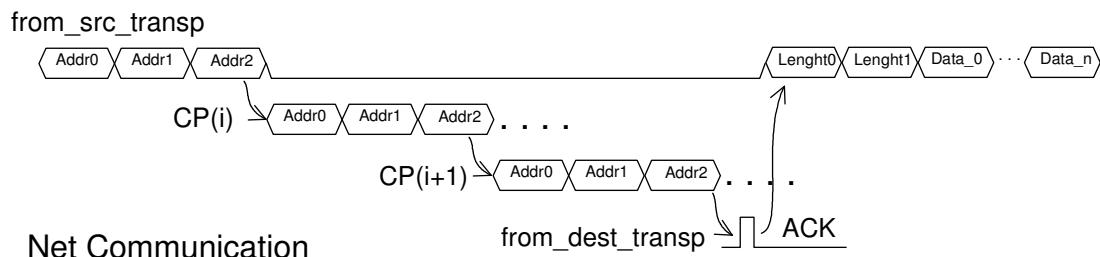 from_src_transp
Addr0 Addr1 Addr2 Lenght0 Lenght1 Data_0 . . . Data_n
CP(i) Addr0 Addr1 Addr2 . . . .
CP(i+1) Addr0 Addr1 Addr2 . . . .
from_dest_transp ACK
Net Communication